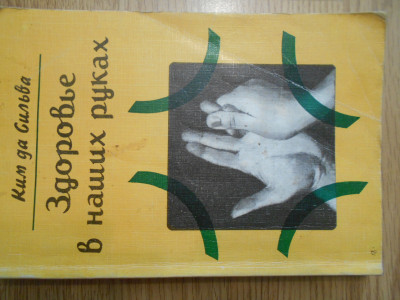 Ким да Сильва
Здоровье
в наших руках